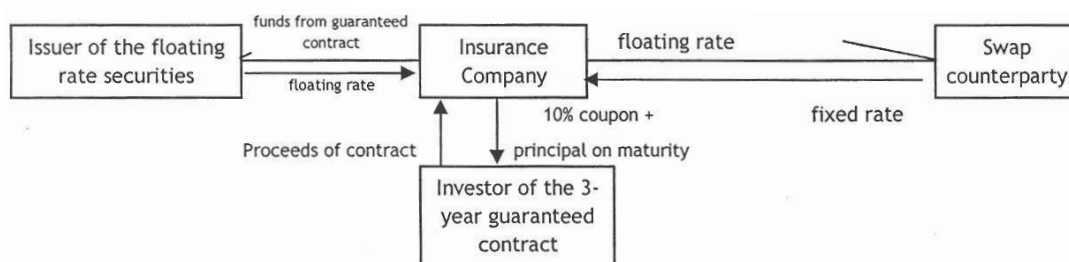 funds from guaranteed
contract
Issuer of the floating
rate securities
floating rate
Insurance
Company
floating rate
Swap
counterparty
fixed rate
10% coupon +
Proceeds of contract
principal on maturity
Investor of the 3-
year guaranteed
contract